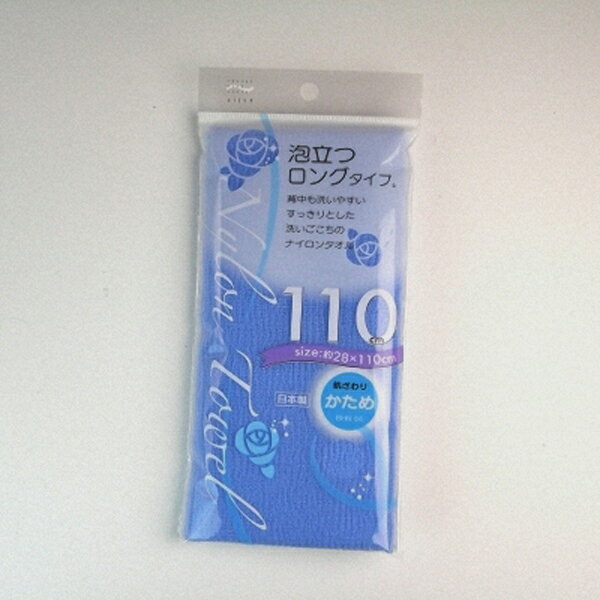 泡立つ
ロングタイプ。
背中も洗いやすい
すっきりとした
洗いごこちの
ナイロンタオル
Nylon Towel
110
cm
size:約28×110cm
日本製
肌ざわり
かため